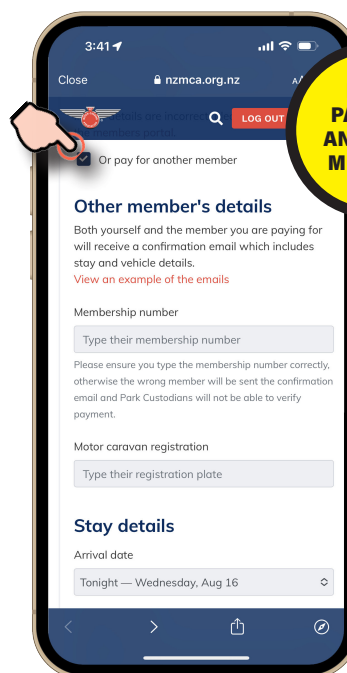 3:41
Close
nzmca.org.nz
LOG OUT
details are incorrect
members portal.
Or pay for another member
Other member's details
Both yourself and the member you are paying for
will receive a confirmation email which includes
stay and vehicle details.
View an example of the emails
Membership number
Type their membership number
Please ensure you type the membership number correctly,
otherwise the wrong member will be sent the confirmation
email and Park Custodians will not be able to verify
payment.
Motor caravan registration
Type their registration plate
Stay details
Arrival date
Tonight — Wednesday, Aug 16